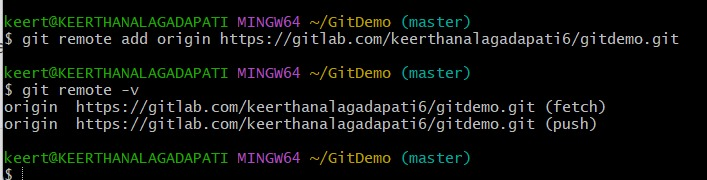 keert@KEERTHANALAGADAPATI MINGW64 ~/GitDemo (master)
$ git remote add origin https://gitlab.com/keerthanalagadapati6/gitdemo.git
keert@KEERTHANALAGADAPATI MINGW64 ~/GitDemo (master)
$ git remote -v
origin  https://gitlab.com/keerthanalagadapati6/gitdemo.git (fetch)
origin  https://gitlab.com/keerthanalagadapati6/gitdemo.git (push)
keert@KEERTHANALAGADAPATI MINGW64 ~/GitDemo (master)
$